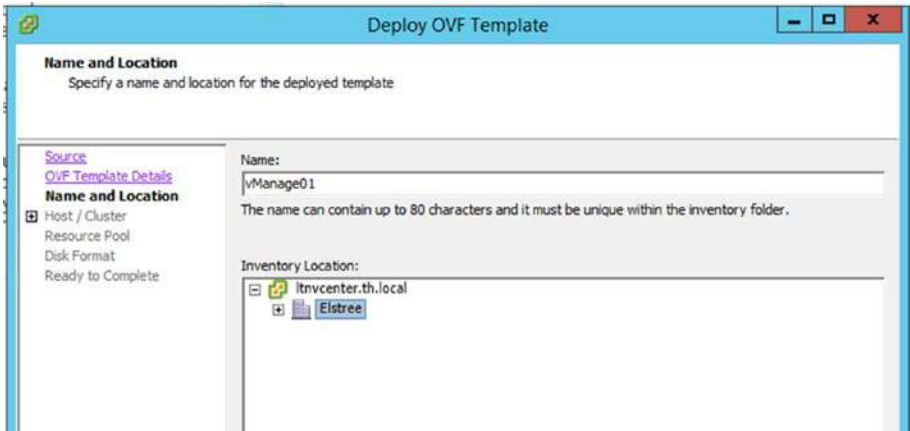 Deploy OVF Template
Name and Location
Specify a name and location for the deployed template
Source
OVF Template Details
Name and Location
Host / Cluster
Resource Pool
Disk Format
Ready to Complete
Name:
vManage01
The name can contain up to 80 characters and it must be unique within the inventory folder.
Inventory Location:
ltnvcenter.th.local
Elstree